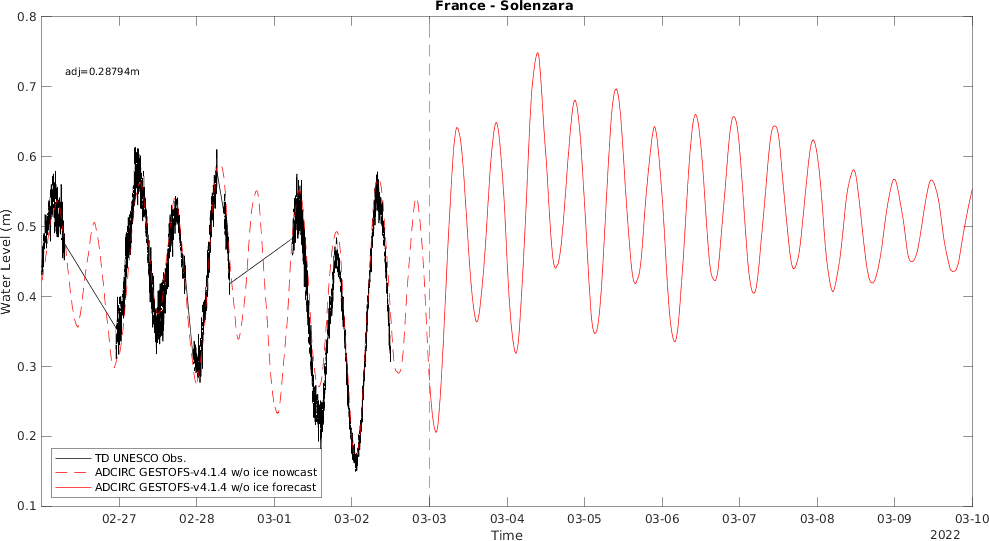 France - Solenzara
adj=0.28794m
0.8
0.7
0.6
0.5
0.4
0.3
0.2
0.1
Water Level (m)
TD UNESCO Obs.
ADCIRC GESTOFS-v4.1.4 w/o ice nowcast
ADCIRC GESTOFS-v4.1.4 w/o ice forecast
02-27 02-28 03-01 03-02 03-03 03-04 03-05 03-06 03-07 03-08 03-09 03-10
Time
2022